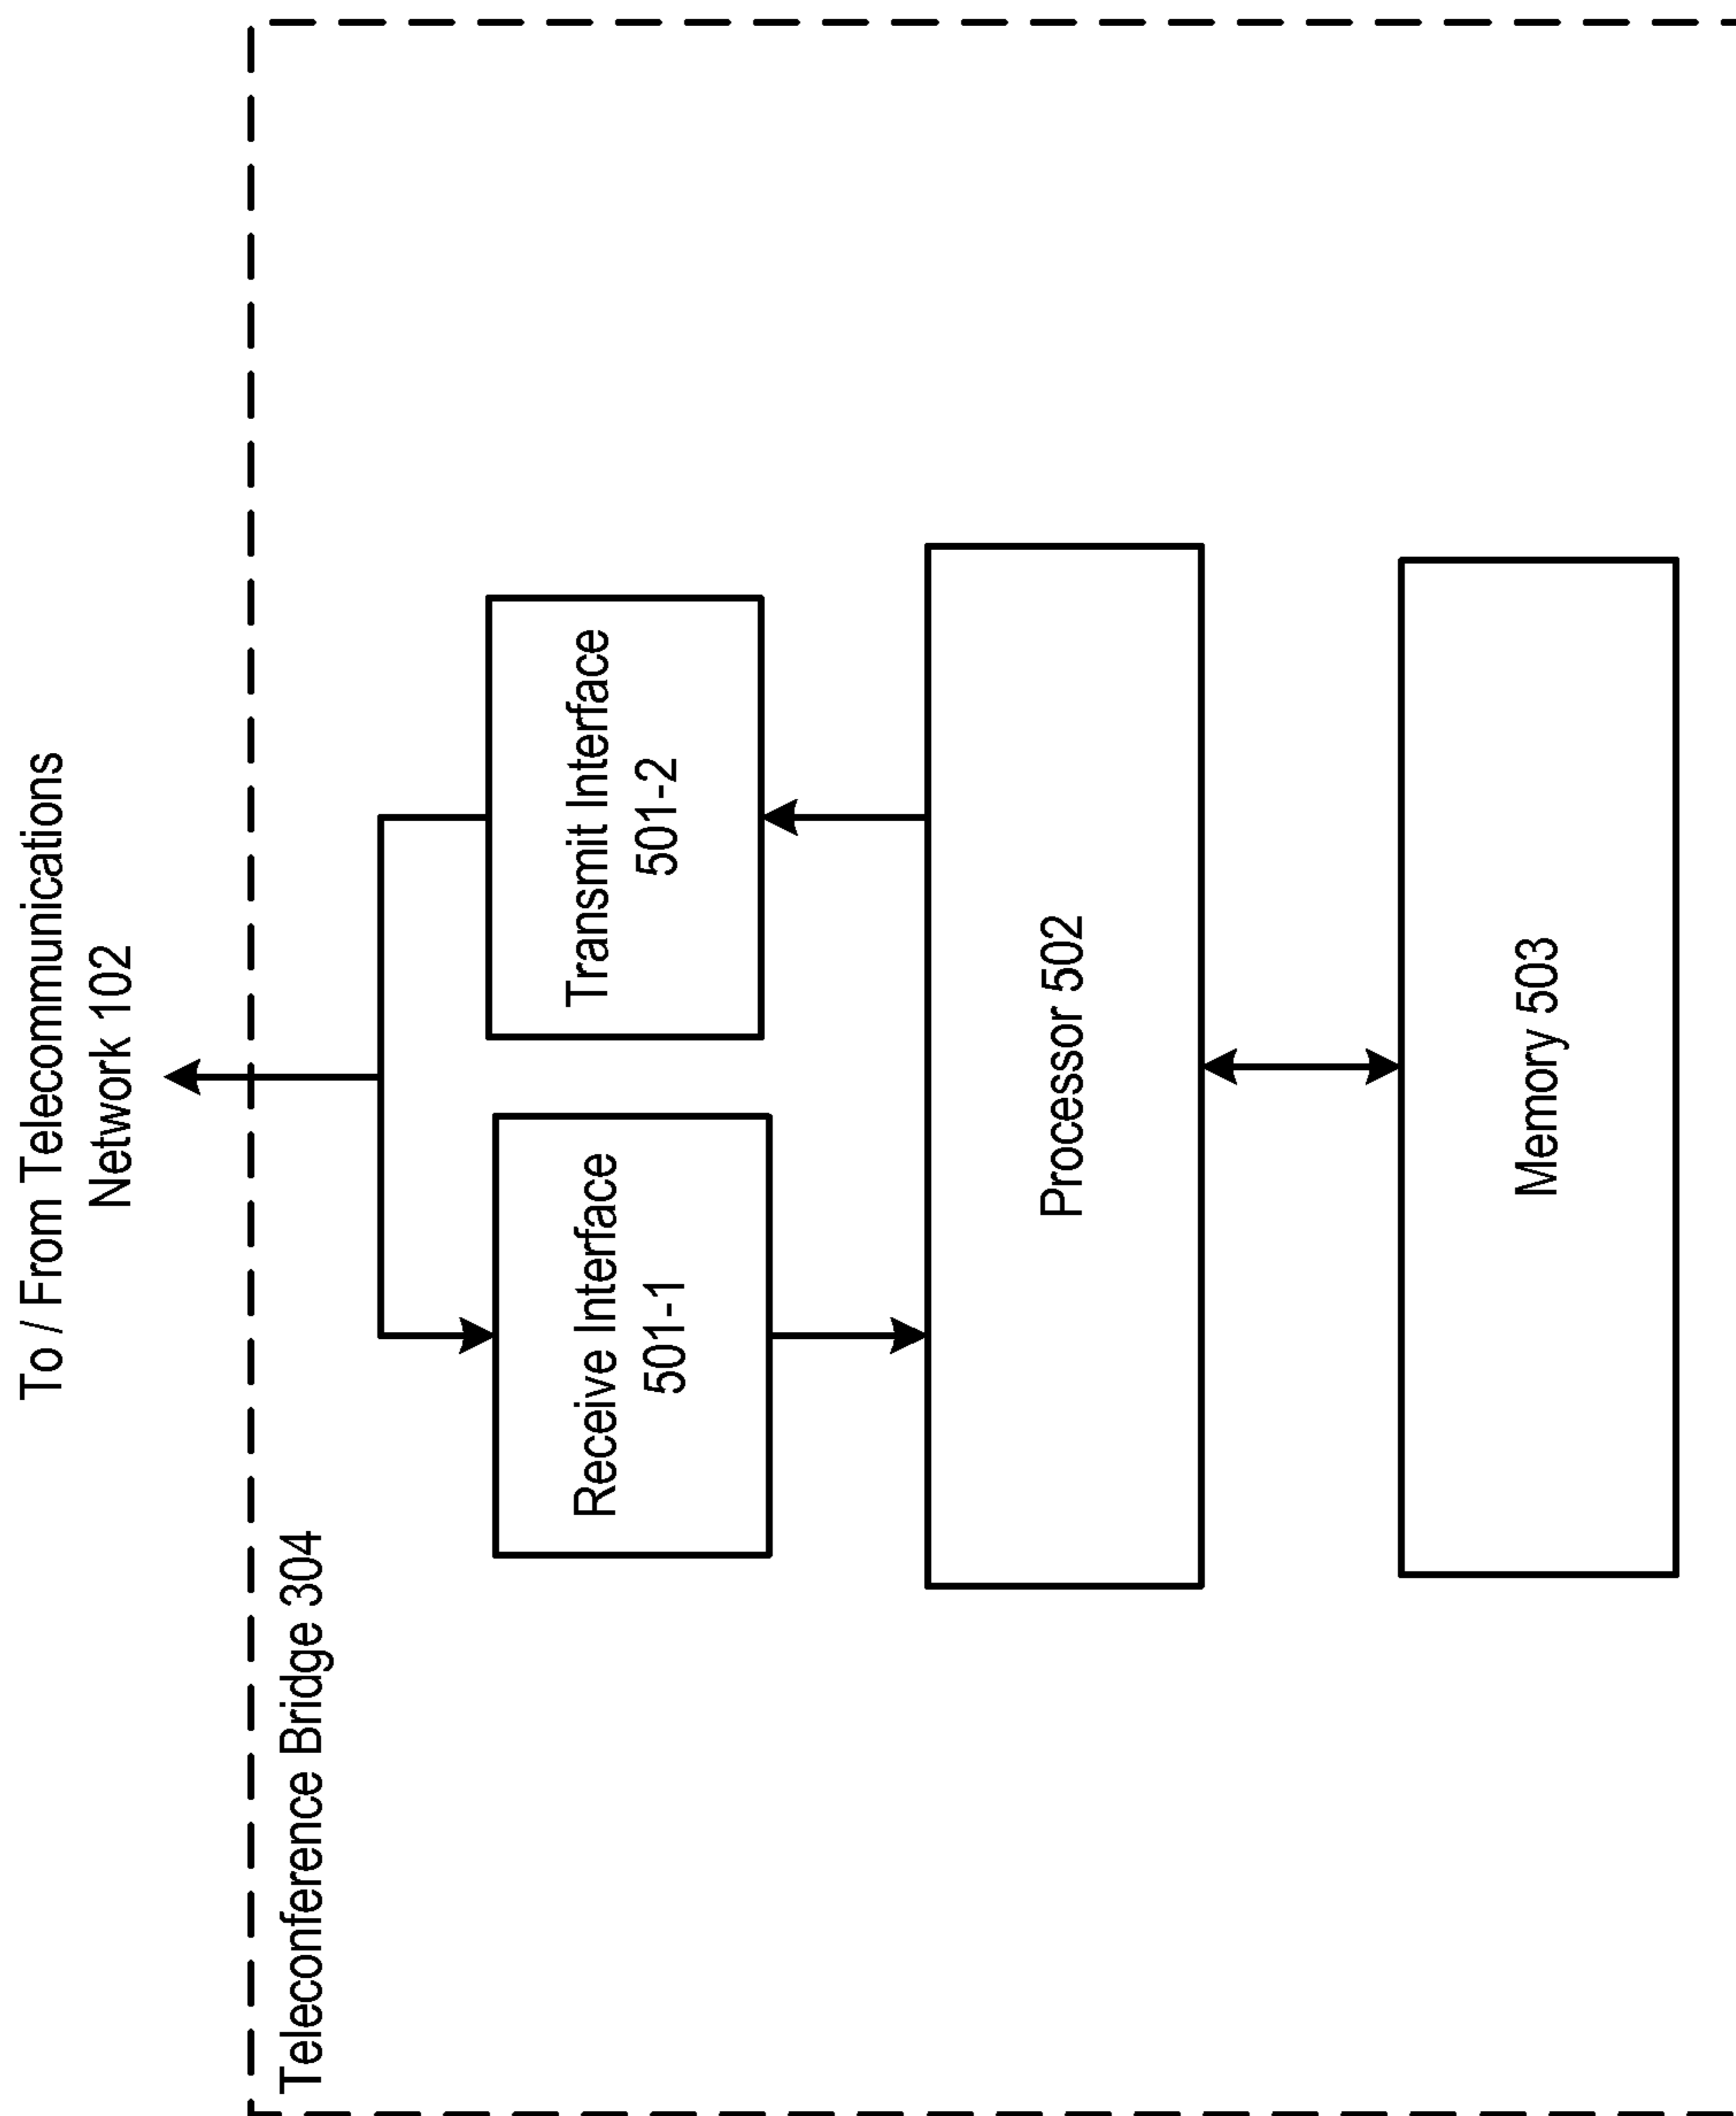 To / From Telecommunications
Network 102
Teleconference Bridge 304
Receive Interface
501-1
Transmit Interface
501-2
Processor 502
Memory 503